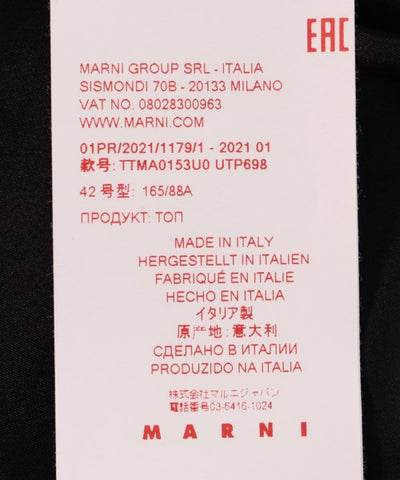 EAC
MARNI GROUP SRL - ITALIA
SISMONDI 70B - 20133 MILANO
VAT NO. 08028300963
WWW.MARNI.COM
01PR/2021/1179/1 - 2021 01
款号: TTMA0153U0 UTP698
42 号型: 165/88A
ПРОДУКТ: ТОП
MADE IN ITALY
HERGESTELLT IN ITALIEN
FABRIQUÉ EN ITALIE
HECHO EN ITALIA
イタリア製
原产地: 意大利
СДЕЛАНО В ИТАЛИИ
PRODUZIDO NA ITALIA
株式会社マルニジャパン
電話番号03-6416-1024
MARNI